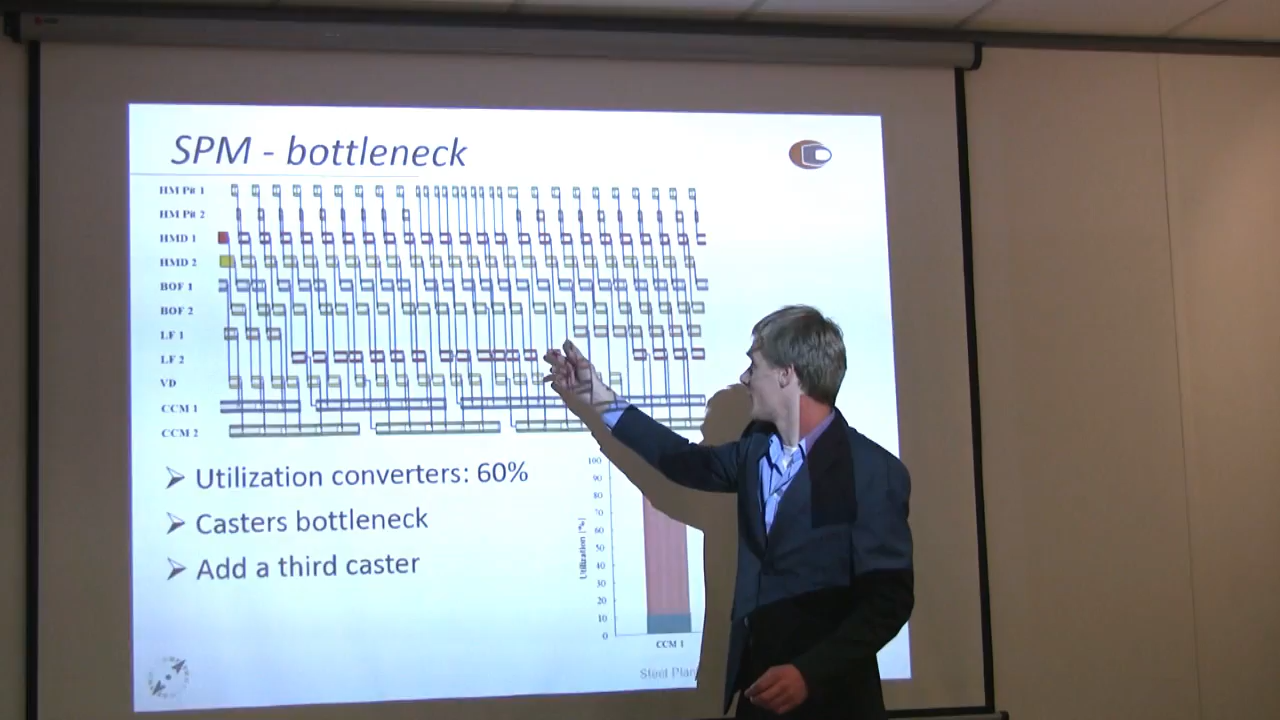 SPM - bottleneck
HM Pit 1
HM Pit 2
HMD 1
HMD 2
BOF 1
BOF 2
LF 1
LF 2
VD
CCM 1
CCM 2
➢ Utilization converters: 60%
➢ Casters bottleneck
➢ Add a third caster
100
90
80
70
60
50
40
30
20
10
0
Utilization [%]
CCM 1
Steel Plan